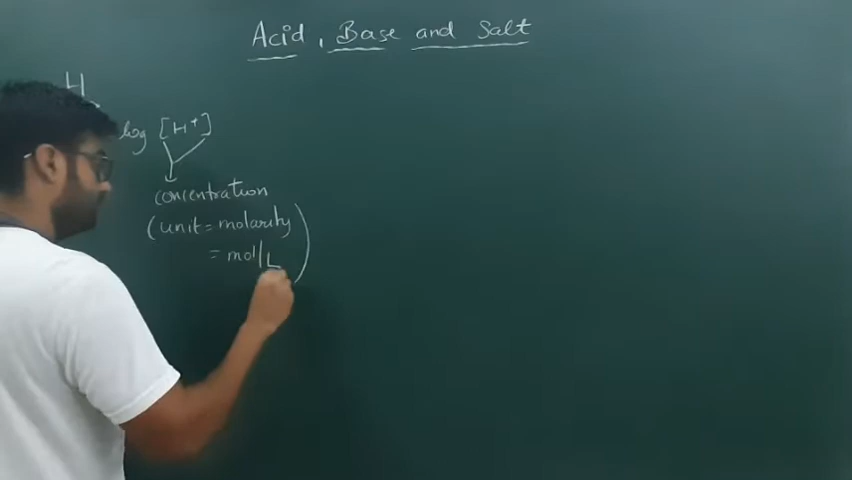 Acid, Base and Salt
H
log [H+]
concentration
(unit = molarity
= mol/L)